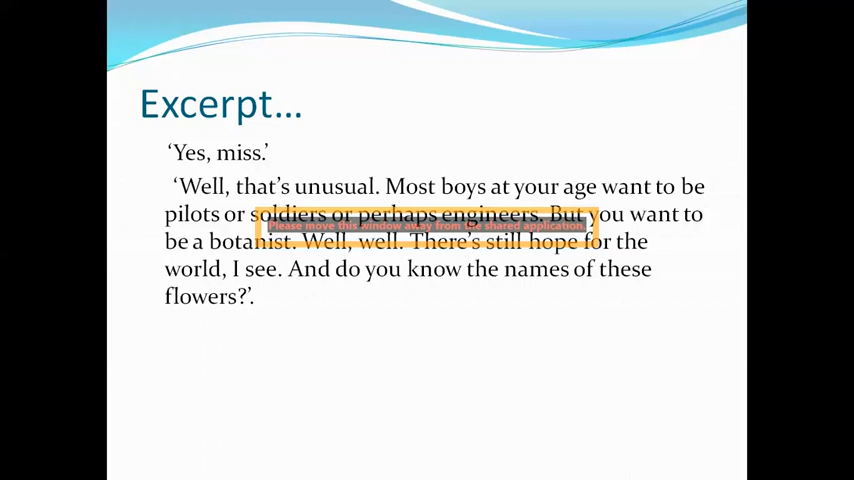 Excerpt...
‘Yes, miss.’
‘Well, that’s unusual. Most boys at your age want to be
pilots or soldiers or perhaps engineers. But you want to
Please move this window away from the shared application.
be a botanist. Well, well. There’s still hope for the
world, I see. And do you know the names of these
flowers?’.